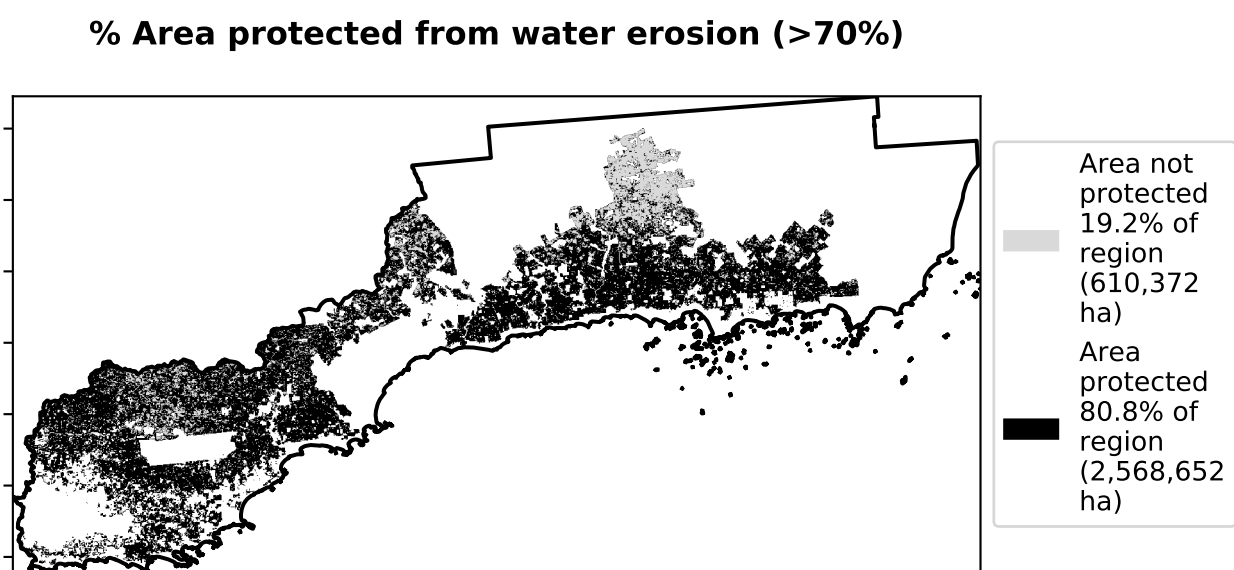 % Area protected from water erosion (>70%)
Area not
protected
19.2% of
region
(610,372
ha)
Area
protected
80.8% of
region
(2,568,652
ha)